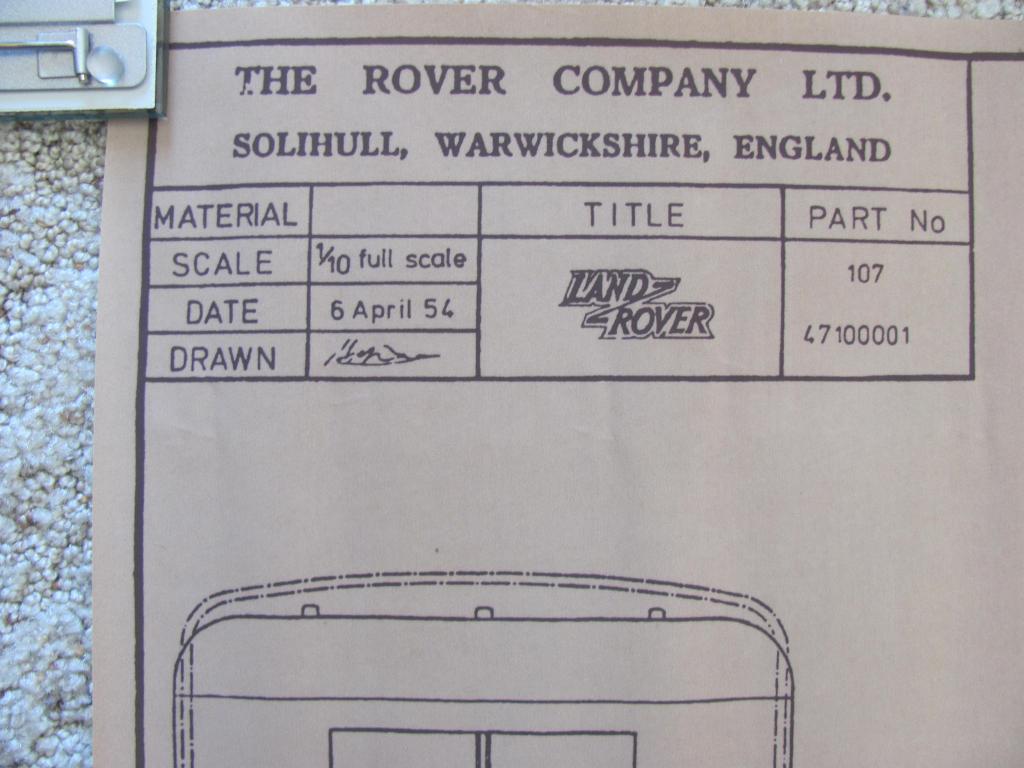 THE ROVER COMPANY LTD.
SOLIHULL, WARWICKSHIRE, ENGLAND
MATERIAL TITLE PART No
SCALE 1/10 full scale
DATE 6 April 54
DRAWN
LAND
ROVER
107
47100001